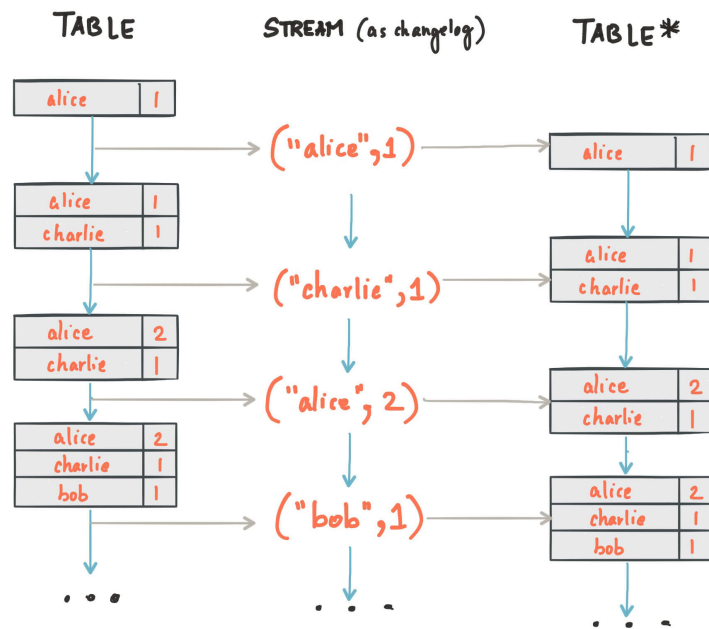 TABLE
STREAM (as changelog)
TABLE*
alice 1
("alice",1)
alice 1
alice 1
charlie 1
("charlie",1)
alice 1
charlie 1
alice 2
charlie 1
("alice", 2)
alice 2
charlie 1
alice 2
charlie 1
bob 1
("bob",1)
alice 2
charlie 1
bob 1
...
...
...